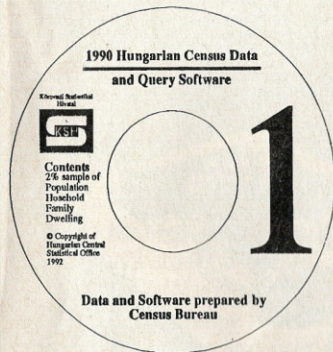 1990 Hungarian Census Data
and Query Software
Központi Statisztikai
Hivatal
KSH
Contents
2% sample of
Population
Hosehold
Family
Dwelling
© Copyright of
Hungarian Central
Statistical Office
1992
1
Data and Software prepared by
Census Bureau